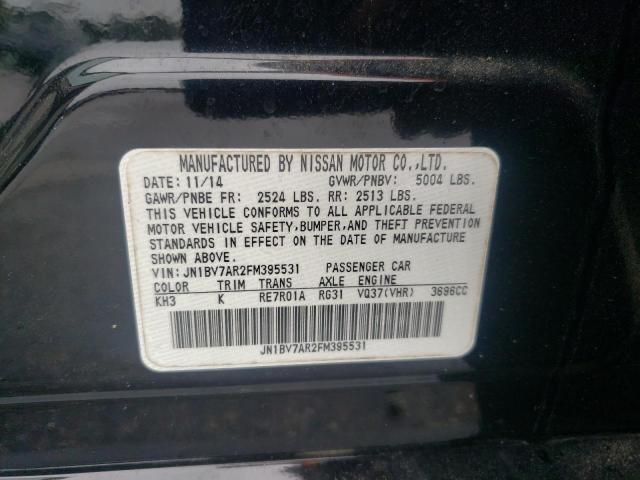 MANUFACTURED BY NISSAN MOTOR CO.,LTD.
DATE: 11/14 GVWR/PNBV: 5004 LBS.
GAWR/PNBE FR: 2524 LBS. RR: 2513 LBS.
THIS VEHICLE CONFORMS TO ALL APPLICABLE FEDERAL
MOTOR VEHICLE SAFETY,BUMPER,AND THEFT PREVENTION
STANDARDS IN EFFECT ON THE DATE OF MANUFACTURE
SHOWN ABOVE.
VIN: JN1BV7AR2FM395531 PASSENGER CAR
COLOR TRIM TRANS AXLE ENGINE
KH3 K RE7R01A RG31 VQ37(VHR) 3696CC
JN1BV7AR2FM395531